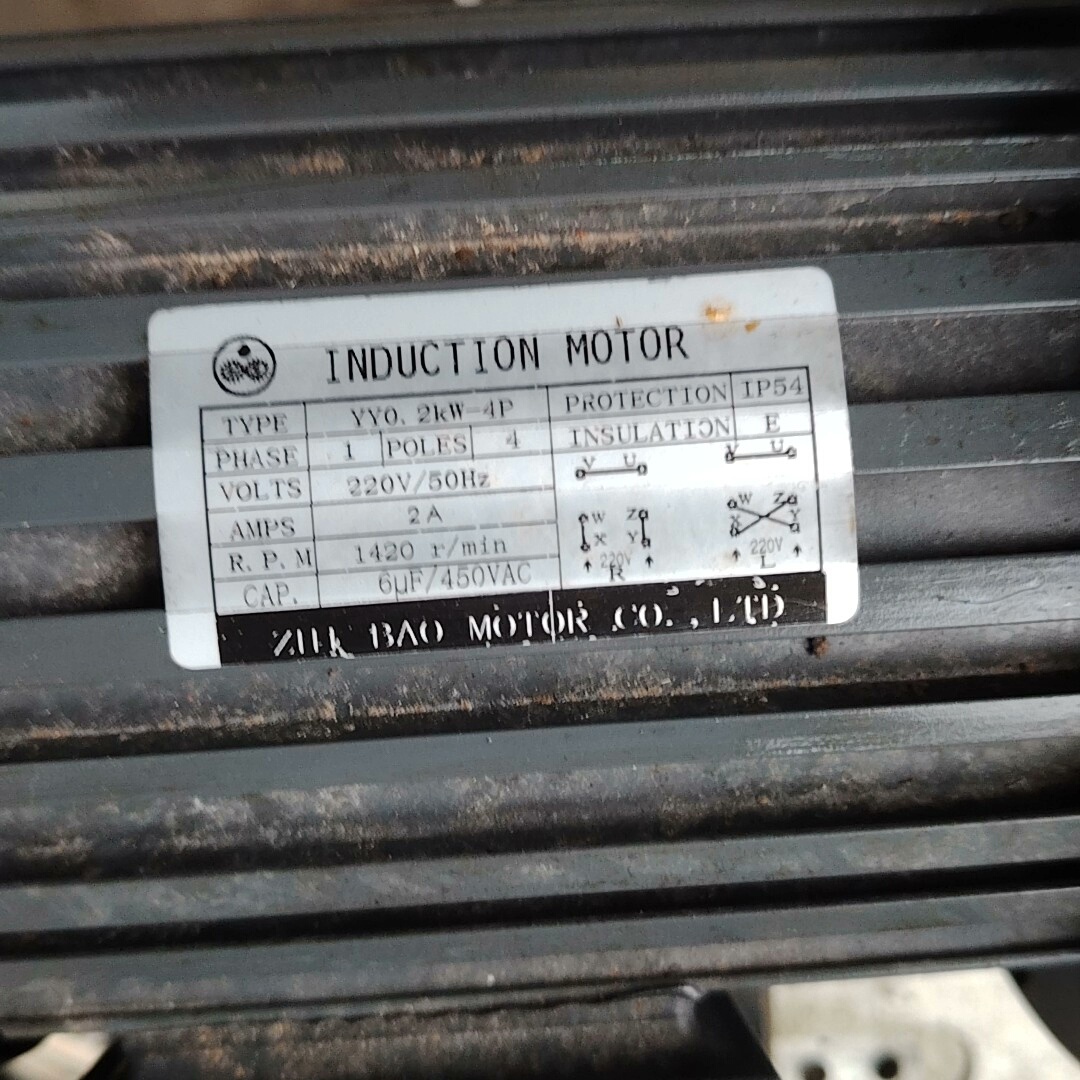 INDUCTION MOTOR
TYPE YY0.2kW-4P
PHASE 1 POLES 4
VOLTS 220V/50Hz
AMPS 2A
R.P.M 1420 r/min
CAP. 6μF/450VAC
PROTECTION IP54
INSULATION E
V U V U
W Z W Z
X Y X Y
220V 220V
R L
BAO MOTOR CO.,LTD